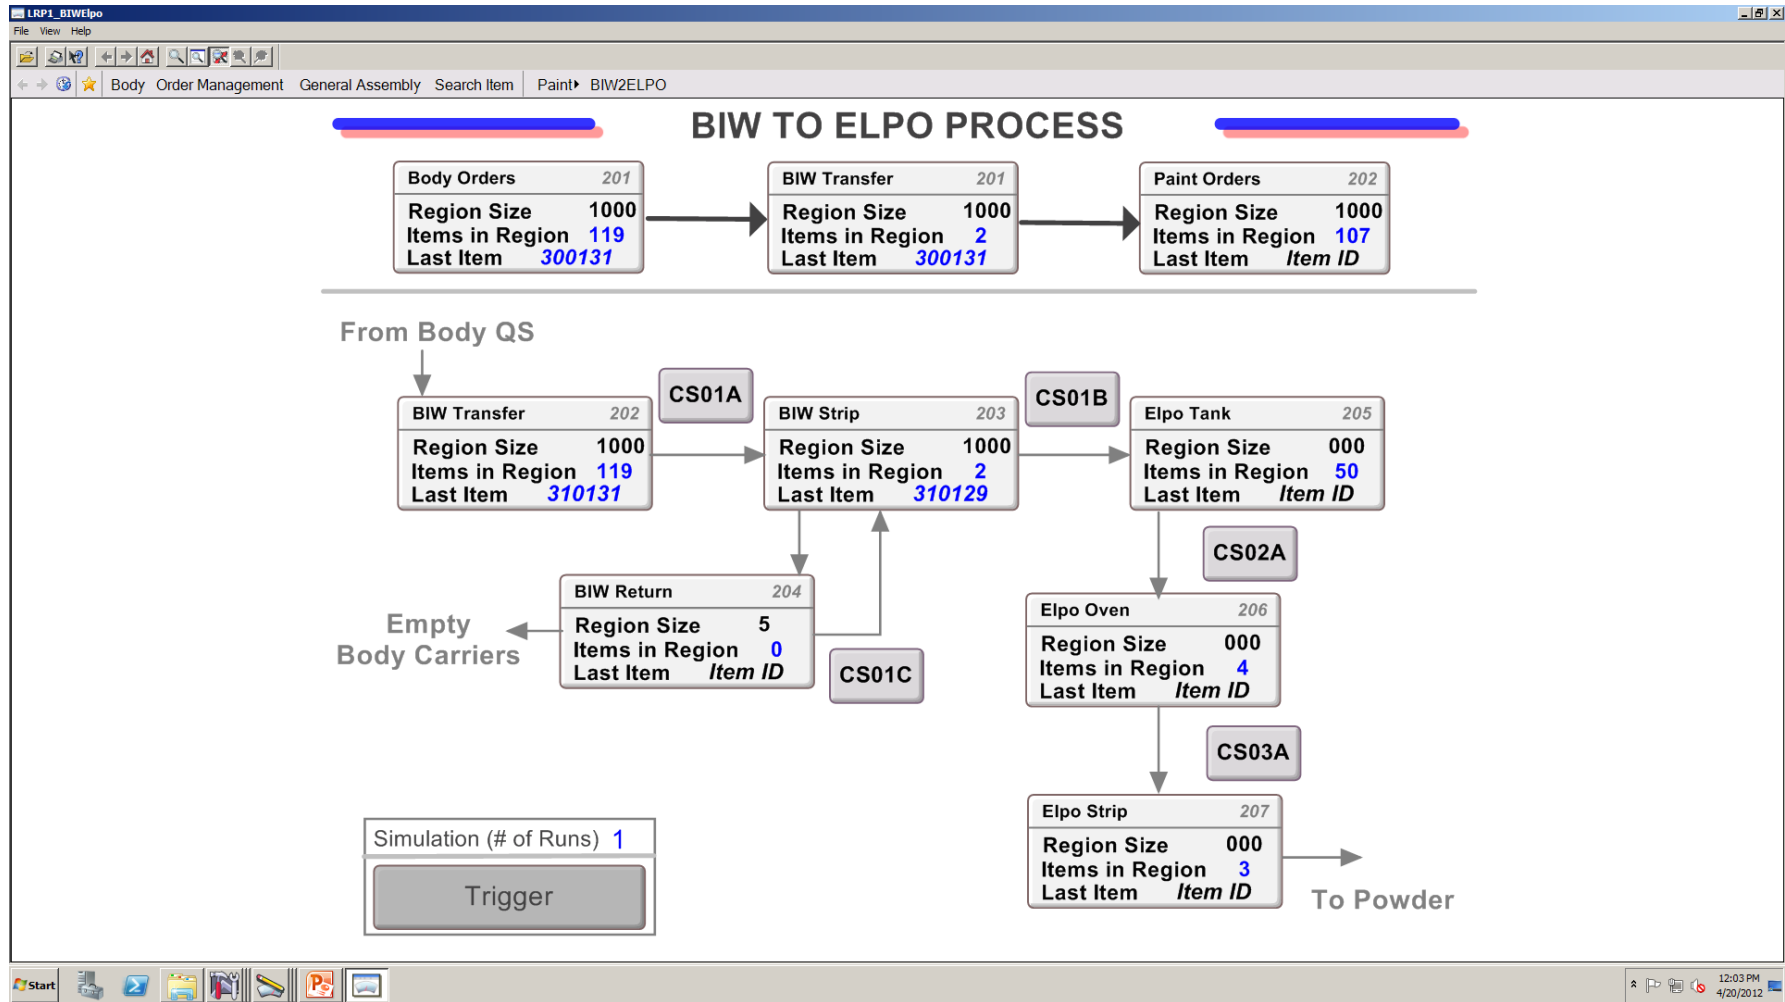 LRP1_BIWElpo
File View Help
Body Order Management General Assembly Search Item Paint BIW2ELPO
BIW TO ELPO PROCESS
Body Orders 201
Region Size 1000
Items in Region 119
Last Item 300131
BIW Transfer 201
Region Size 1000
Items in Region 2
Last Item 300131
Paint Orders 202
Region Size 1000
Items in Region 107
Last Item Item ID
From Body QS
BIW Transfer 202
Region Size 1000
Items in Region 119
Last Item 310131
CS01A
BIW Strip 203
Region Size 1000
Items in Region 2
Last Item 310129
CS01B
Elpo Tank 205
Region Size 000
Items in Region 50
Last Item Item ID
CS02A
BIW Return 204
Region Size 5
Items in Region 0
Last Item Item ID
Empty
Body Carriers
CS01C
Elpo Oven 206
Region Size 000
Items in Region 4
Last Item Item ID
CS03A
Elpo Strip 207
Region Size 000
Items in Region 3
Last Item Item ID
To Powder
Simulation (# of Runs) 1
Trigger
Start
12:03 PM
4/20/2012